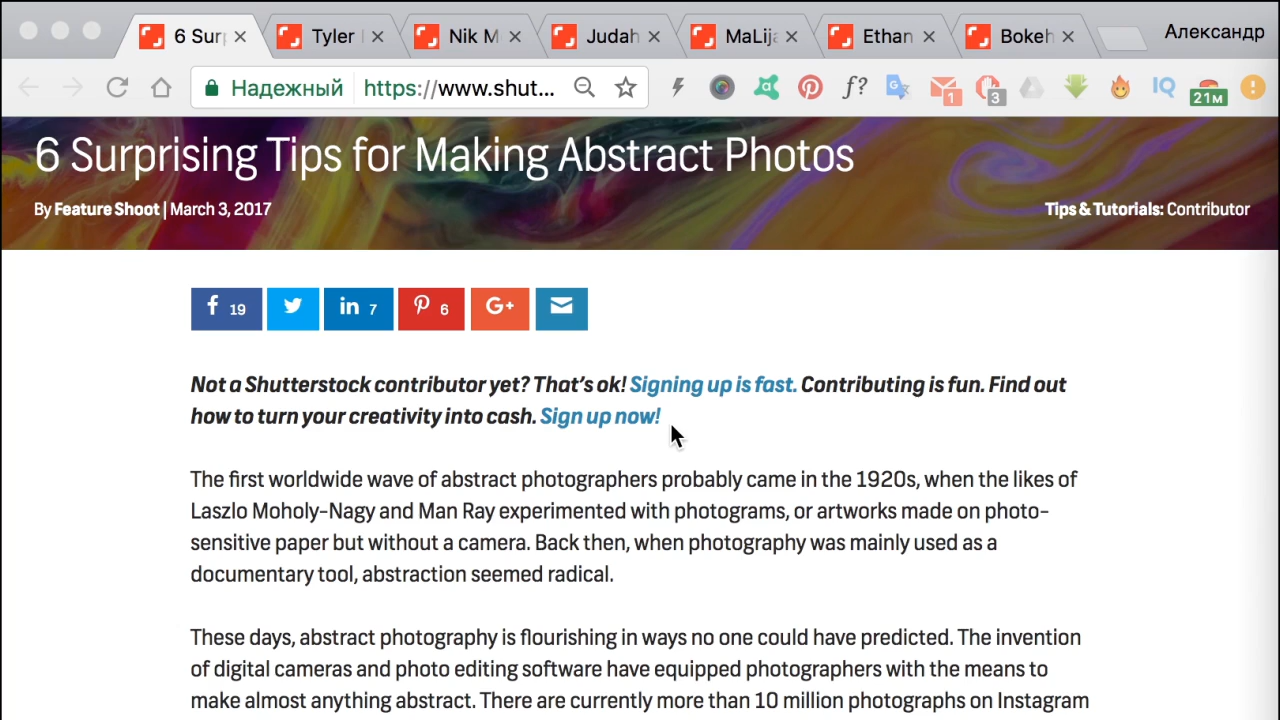 6 Sur
Tyler
Nik M
Judah
MaLija
Ethan
Bokeh
Александр
Надежный
https://www.shut...
f?
1
3
IQ
21м
6 Surprising Tips for Making Abstract Photos
By Feature Shoot | March 3, 2017
Tips & Tutorials: Contributor
19
in 7
6
G+
Not a Shutterstock contributor yet? That’s ok! Signing up is fast. Contributing is fun. Find out
how to turn your creativity into cash. Sign up now!
The first worldwide wave of abstract photographers probably came in the 1920s, when the likes of
Laszlo Moholy-Nagy and Man Ray experimented with photograms, or artworks made on photo-
sensitive paper but without a camera. Back then, when photography was mainly used as a
documentary tool, abstraction seemed radical.
These days, abstract photography is flourishing in ways no one could have predicted. The invention
of digital cameras and photo editing software have equipped photographers with the means to
make almost anything abstract. There are currently more than 10 million photographs on Instagram